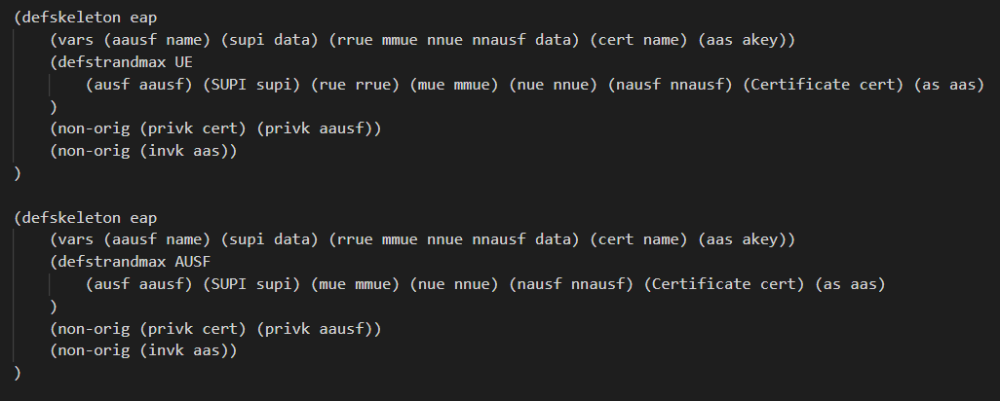 (defskeleton eap
    (vars (aausf name) (supi data) (rrue mmue nnue nnausf data) (cert name) (aas akey))
    (defstrandmax UE
        (ausf aausf) (SUPI supi) (rue rrue) (mue mmue) (nue nnue) (nausf nnausf) (Certificate cert) (as aas)
    )
    (non-orig (privk cert) (privk aausf))
    (non-orig (invk aas))
)

(defskeleton eap
    (vars (aausf name) (supi data) (rrue mmue nnue nnausf data) (cert name) (aas akey))
    (defstrandmax AUSF
        (ausf aausf) (SUPI supi) (mue mmue) (nue nnue) (nausf nnausf) (Certificate cert) (as aas)
    )
    (non-orig (privk cert) (privk aausf))
    (non-orig (invk aas))
)